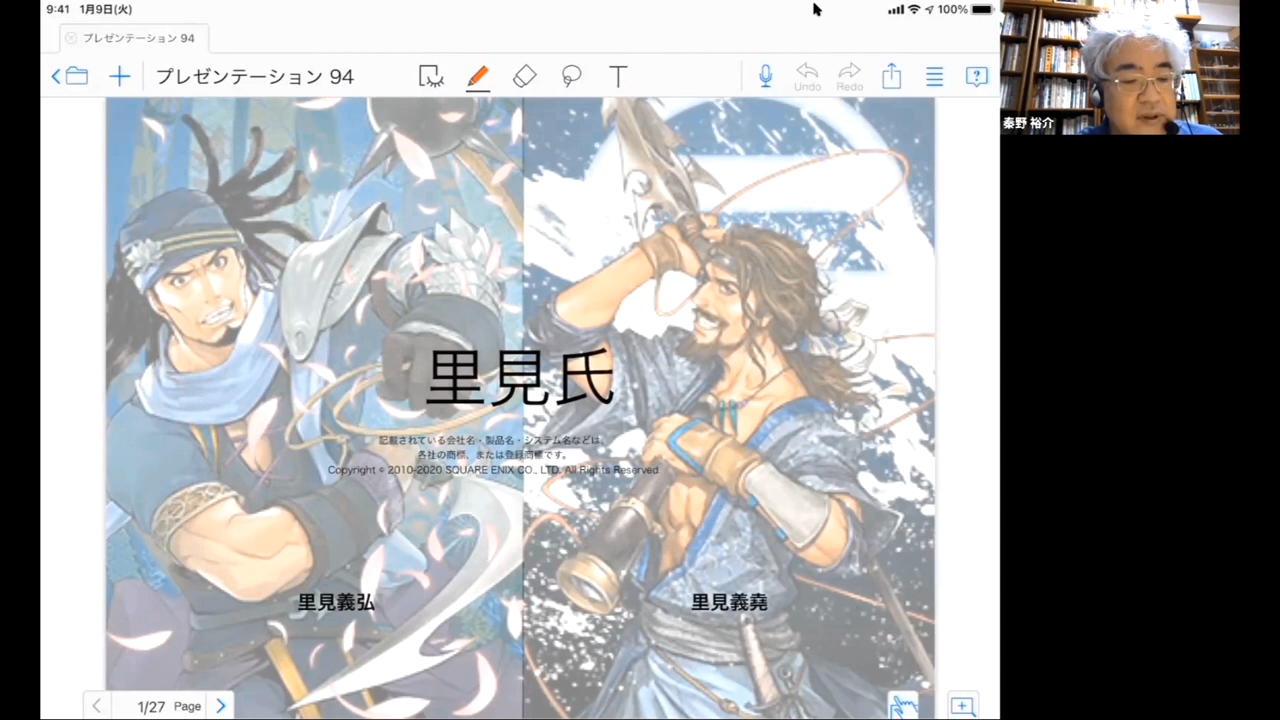 9:41 1月9日(火)
100%
プレゼンテーション 94
プレゼンテーション 94
Undo
Redo
秦野 裕介
里見氏
記載されている会社名・製品名・システム名などは、
各社の商標、または登録商標です。
Copyright © 2010-2020 SQUARE ENIX CO., LTD. All Rights Reserved.
里見義弘
里見義堯
1/27 Page